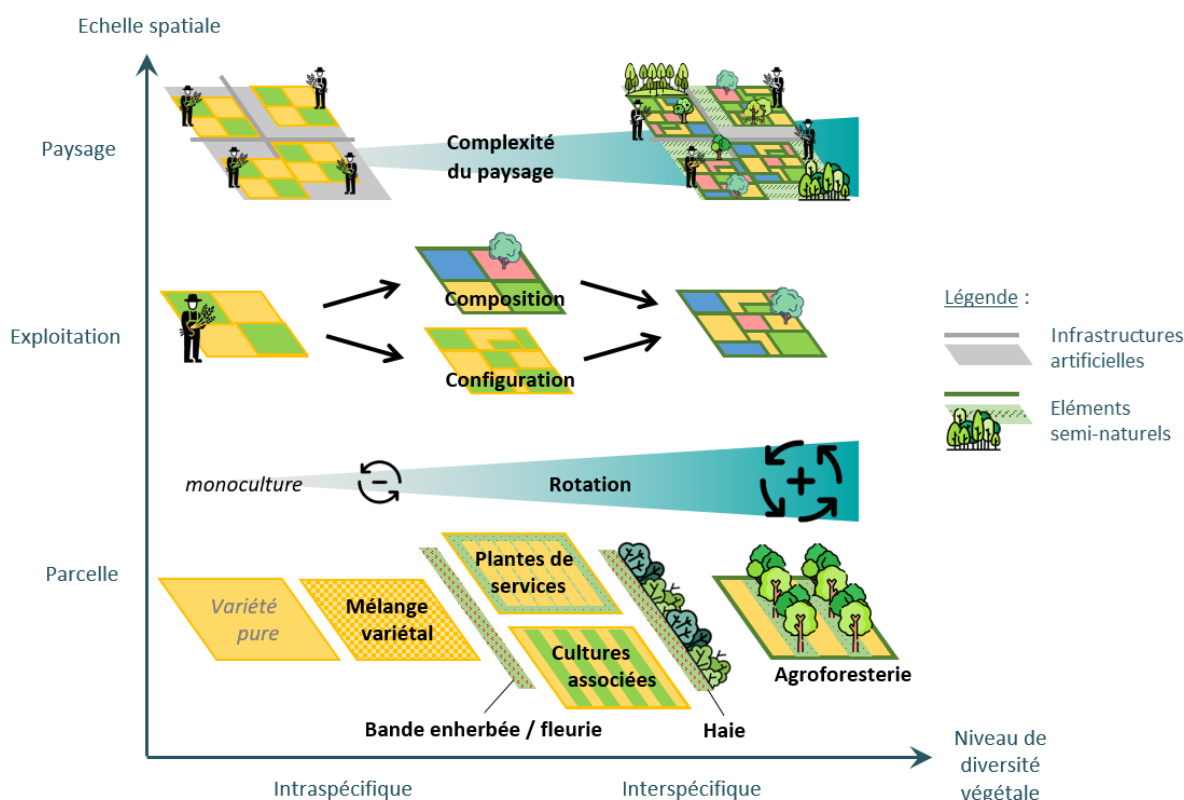 Echelle spatiale
Paysage
Complexité
du paysage
Exploitation
Composition
Configuration
Légende :
Infrastructures
artificielles
Eléments
semi-naturels
monoculture
-
Rotation
+
Parcelle
Variété
pure
Mélange
variétal
Plantes de
services
Cultures
associées
Agroforesterie
Bande enherbée / fleurie
Haie
Intraspécifique
Interspécifique
Niveau de
diversité
végétale